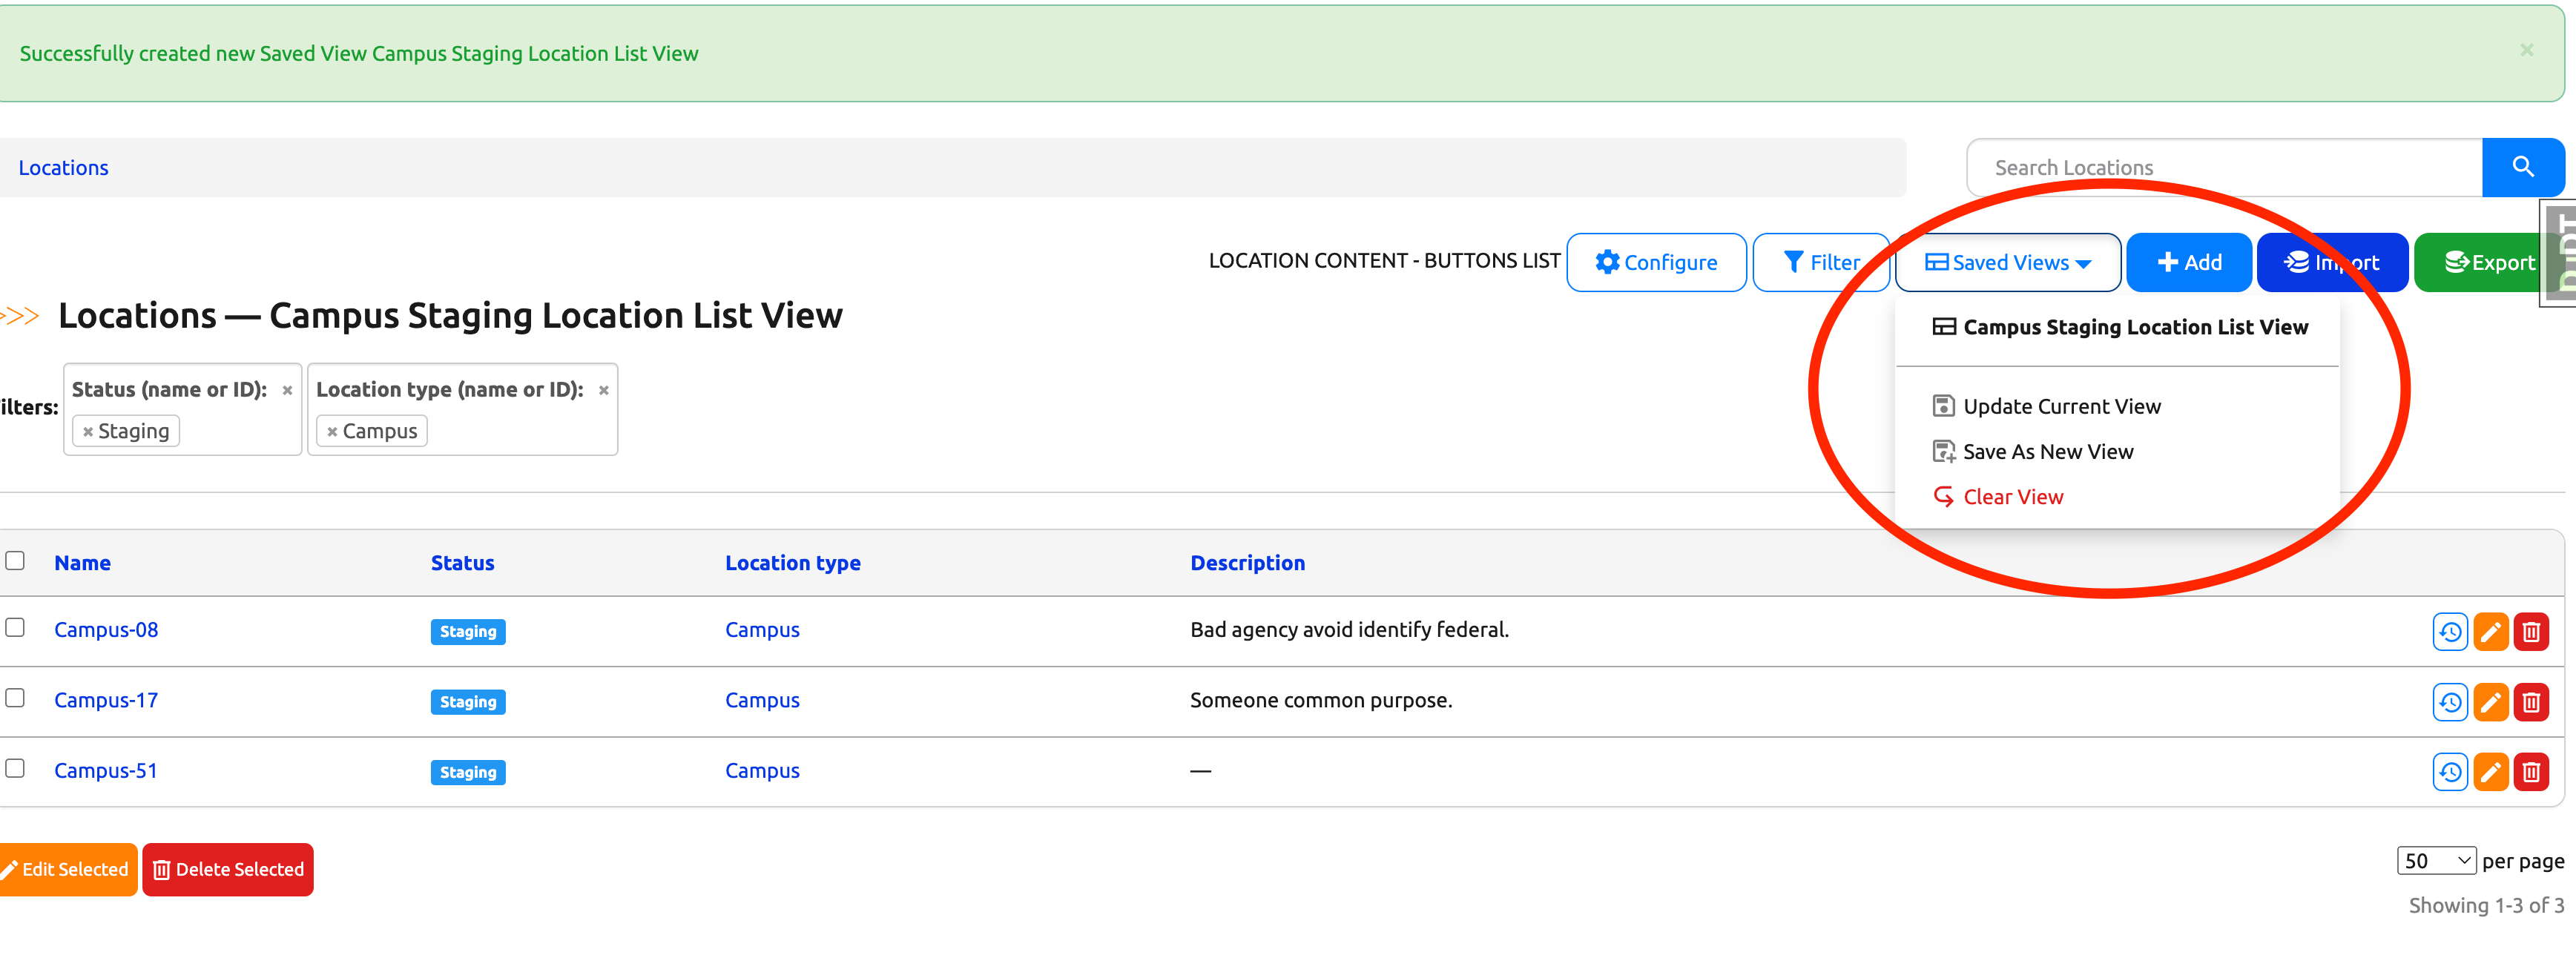 Successfully created new Saved View Campus Staging Location List View ×
Locations
Search Locations
LOCATION CONTENT - BUTTONS LIST Configure Filter Saved Views Add Import Export
>>> Locations — Campus Staging Location List View
Campus Staging Location List View
Update Current View
Save As New View
Clear View
ilters:
Status (name or ID): ×
× Staging
Location type (name or ID): ×
× Campus
Name Status Location type Description
Campus-08 Staging Campus Bad agency avoid identify federal.
Campus-17 Staging Campus Someone common purpose.
Campus-51 Staging Campus —
Edit Selected Delete Selected
50 per page
Showing 1-3 of 3